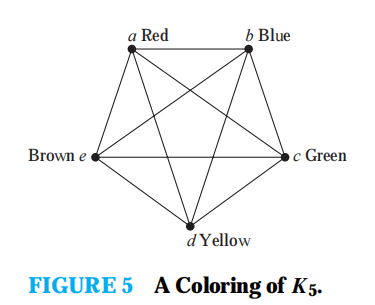 a Red
b Blue
Brown e
c Green
d Yellow
FIGURE 5 A Coloring of K5.